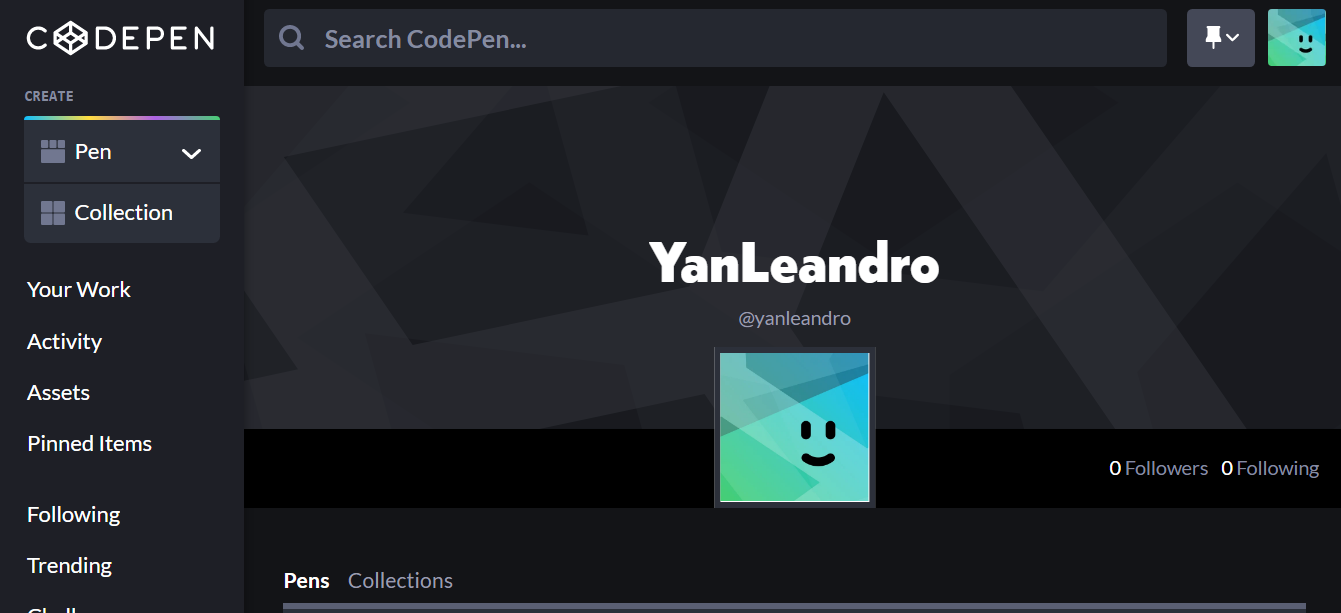 CODEPEN
Search CodePen...
CREATE
Pen
Collection
Your Work
Activity
Assets
Pinned Items
Following
Trending
YanLeandro
@yanleandro
0 Followers 0 Following
Pens Collections